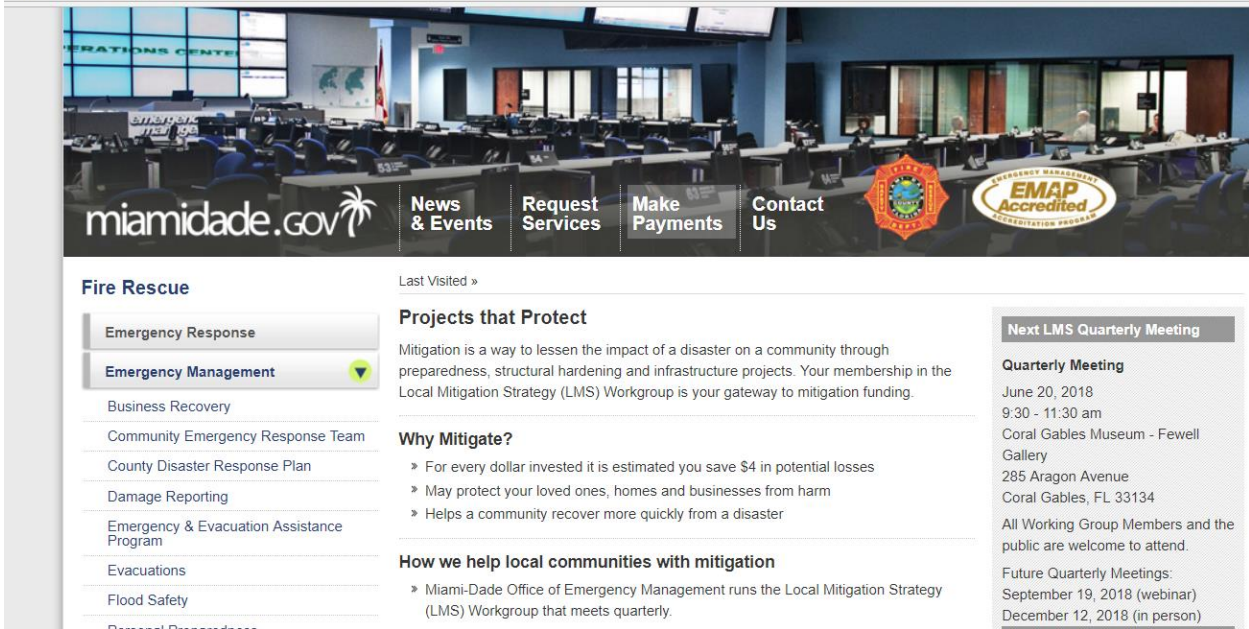 ERATIONS CENTE
miamidade.gov
News
& Events
Request
Services
Make
Payments
Contact
Us
EMERGENCY MANAGEMENT
EMAP
Accredited
ACCREDITATION PROGRAM
Fire Rescue
Emergency Response
Emergency Management
Business Recovery
Community Emergency Response Team
County Disaster Response Plan
Damage Reporting
Emergency & Evacuation Assistance
Program
Evacuations
Flood Safety
Personal Preparedness
Last Visited »
Projects that Protect
Mitigation is a way to lessen the impact of a disaster on a community through
preparedness, structural hardening and infrastructure projects. Your membership in the
Local Mitigation Strategy (LMS) Workgroup is your gateway to mitigation funding.
Why Mitigate?
» For every dollar invested it is estimated you save $4 in potential losses
» May protect your loved ones, homes and businesses from harm
» Helps a community recover more quickly from a disaster
How we help local communities with mitigation
» Miami-Dade Office of Emergency Management runs the Local Mitigation Strategy
(LMS) Workgroup that meets quarterly.
Next LMS Quarterly Meeting
Quarterly Meeting
June 20, 2018
9:30 - 11:30 am
Coral Gables Museum - Fewell
Gallery
285 Aragon Avenue
Coral Gables, FL 33134
All Working Group Members and the
public are welcome to attend.
Future Quarterly Meetings:
September 19, 2018 (webinar)
December 12, 2018 (in person)